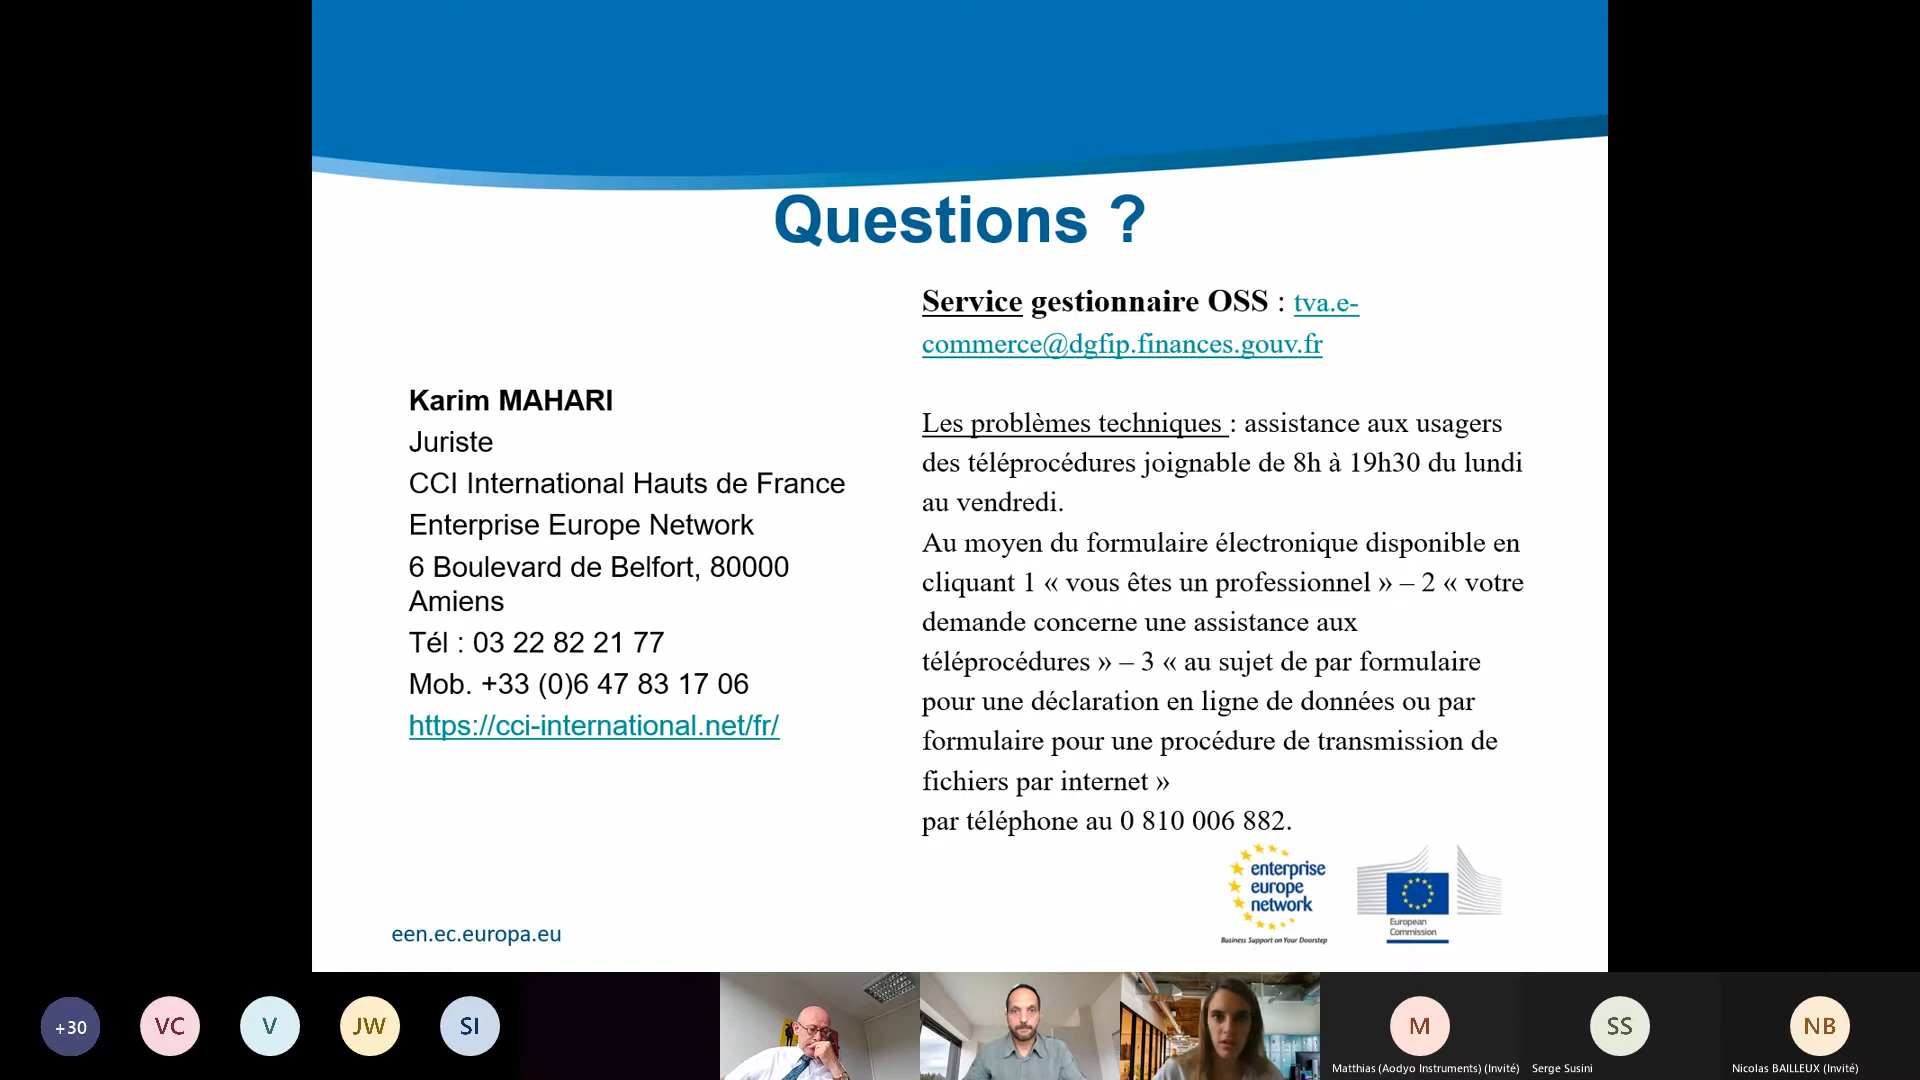 Questions ?
Karim MAHARI
Juriste
CCI International Hauts de France
Enterprise Europe Network
6 Boulevard de Belfort, 80000
Amiens
Tél : 03 22 82 21 77
Mob. +33 (0)6 47 83 17 06
https://cci-international.net/fr/
Service gestionnaire OSS : tva.e-
commerce@dgfip.finances.gouv.fr
Les problèmes techniques : assistance aux usagers
des téléprocédures joignable de 8h à 19h30 du lundi
au vendredi.
Au moyen du formulaire électronique disponible en
cliquant 1 « vous êtes un professionnel » – 2 « votre
demande concerne une assistance aux
téléprocédures » – 3 « au sujet de par formulaire
pour une déclaration en ligne de données ou par
formulaire pour une procédure de transmission de
fichiers par internet »
par téléphone au 0 810 006 882.
enterprise
europe
network
Business Support on Your Doorstep
European
Commission
een.ec.europa.eu
+30
VC
V
JW
SI
M
SS
NB
Matthias (Aodyo Instruments) (Invité)
Serge Susini
Nicolas BAILLEUX (Invité)